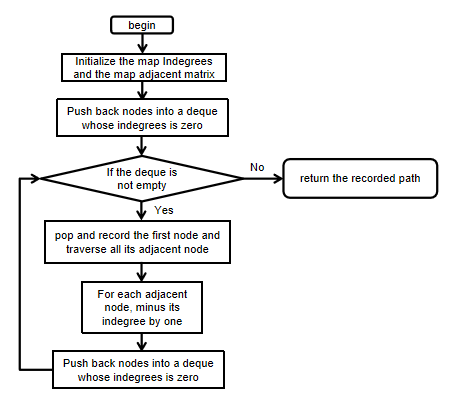 begin
Initialize the map Indegrees
and the map adjacent matrix
Push back nodes into a deque
whose indegrees is zero
If the deque is
not empty
No
return the recorded path
Yes
pop and record the first node and
traverse all its adjacent node
For each adjacent
node, minus its
indegree by one
Push back nodes into a deque
whose indegrees is zero